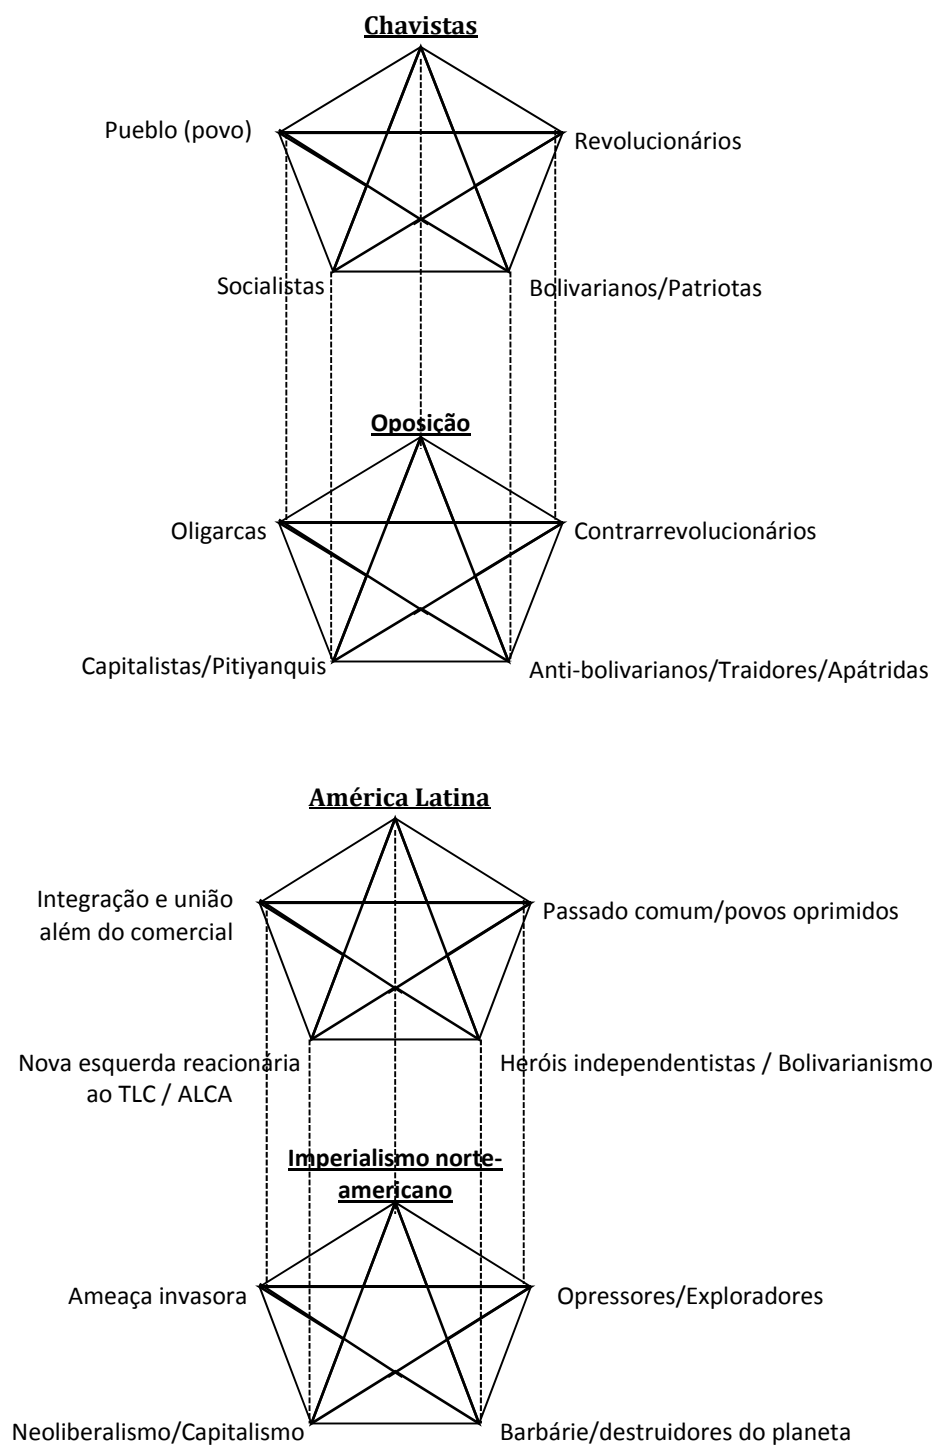 Chavistas
Pueblo (povo)
Revolucionários
Socialistas
Bolivarianos/Patriotas
Oposição
Oligarcas
Contrarrevolucionários
Capitalistas/Pitiyanquis
Anti-bolivarianos/Traidores/Apátridas
América Latina
Integração e união
além do comercial
Passado comum/povos oprimidos
Nova esquerda reacionária
ao TLC / ALCA
Heróis independentistas / Bolivarianismo
Imperialismo norte-
americano
Ameaça invasora
Opressores/Exploradores
Neoliberalismo/Capitalismo
Barbárie/destruidores do planeta